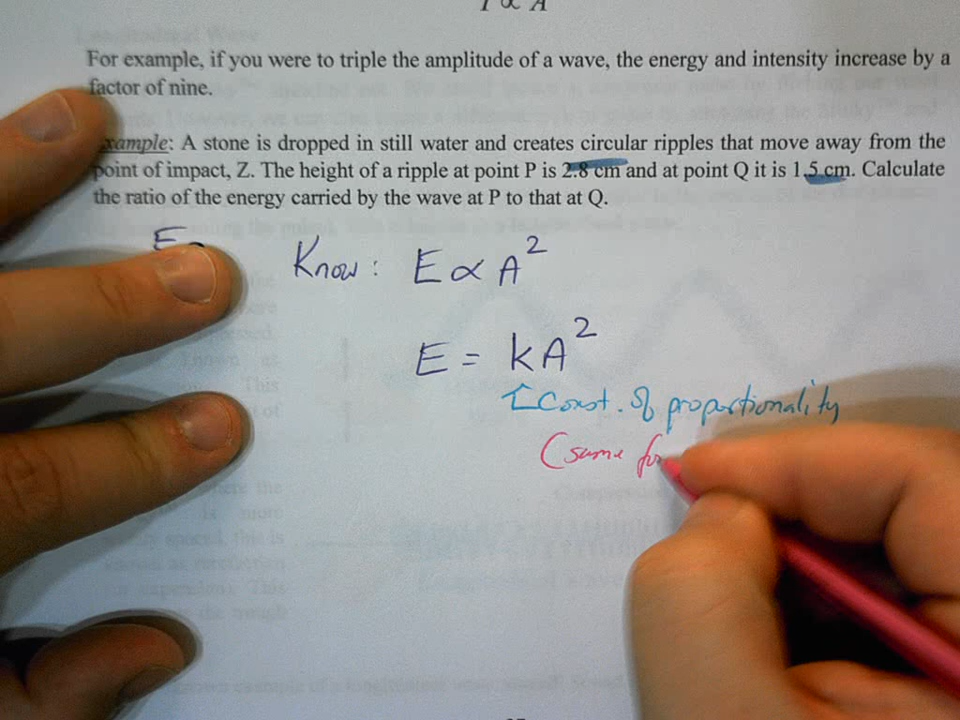 I ∝ A
For example, if you were to triple the amplitude of a wave, the energy and intensity increase by a
factor of nine.
xample: A stone is dropped in still water and creates circular ripples that move away from the
point of impact, Z. The height of a ripple at point P is 2.8 cm and at point Q it is 1.5 cm. Calculate
the ratio of the energy carried by the wave at P to that at Q.
E Know: E ∝ A²
E = kA²
↑ Const. of proportionality
(same for